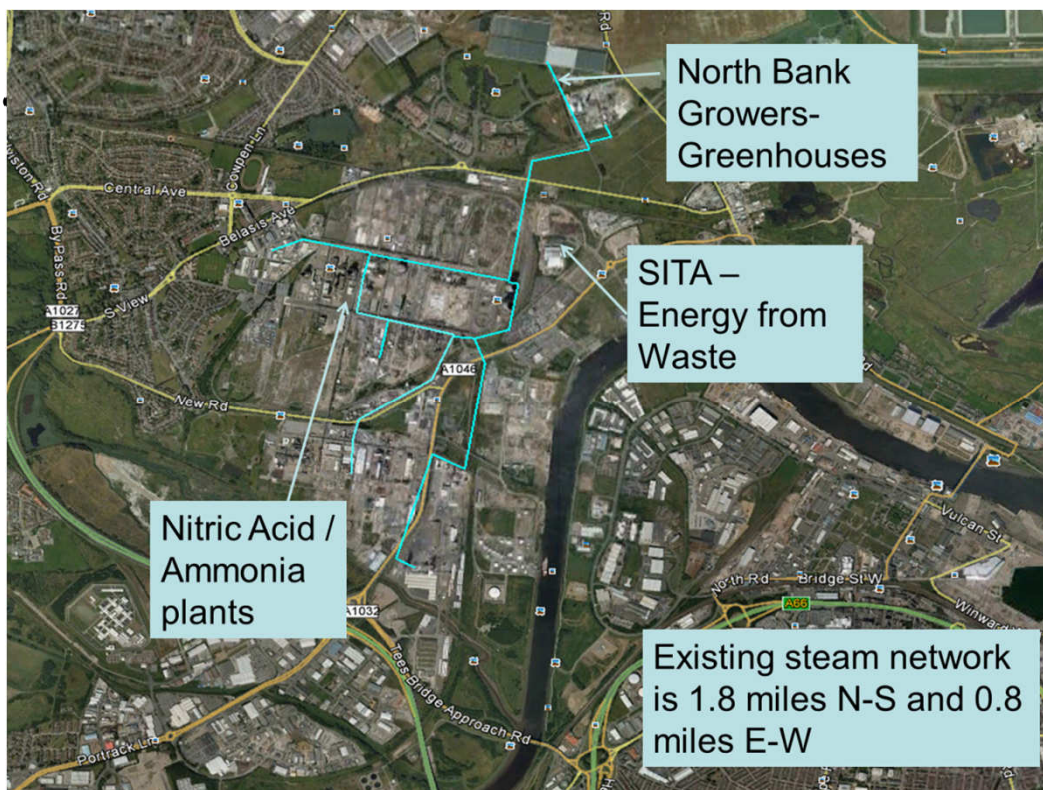 North Bank
Growers-
Greenhouses
Cowpen Ln
Central Ave
Belasis Ave
By Pass Rd
S View
A1027
B1275
SITA –
Energy from
Waste
A1046
New Rd
Nitric Acid /
Ammonia
plants
Vulcan St
North Rd
Bridge St W
A66
A1032
Tees Bridge Approach Rd
Portrack Ln
Existing steam network
is 1.8 miles N-S and 0.8
miles E-W